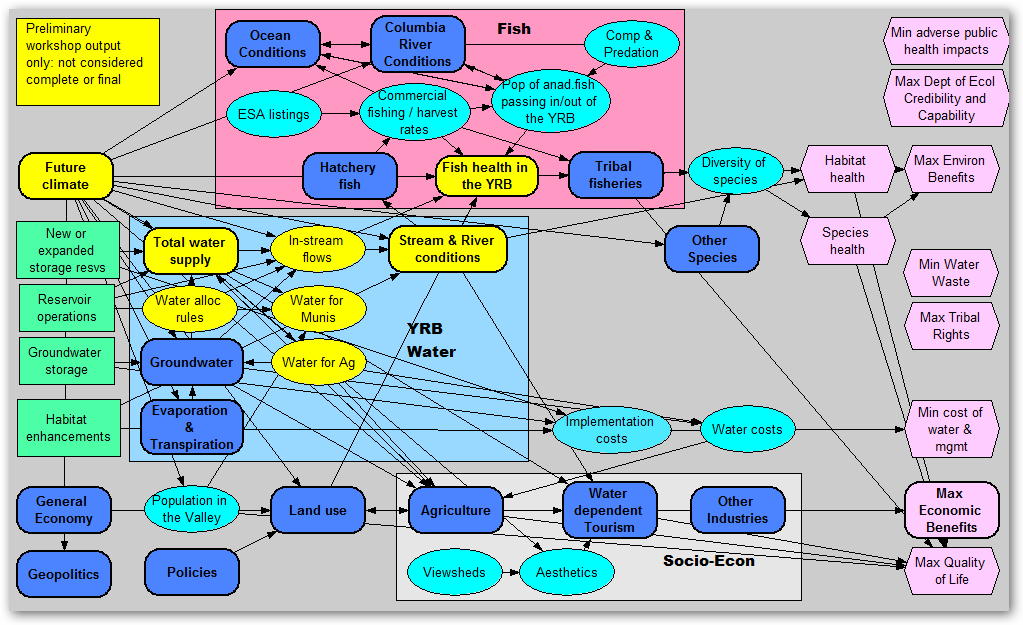 Preliminary
workshop output
only: not considered
complete or final
Fish
Ocean
Conditions
Columbia
River
Conditions
Comp &
Predation
Min adverse public
health impacts
Max Dept of Ecol
Credibility and
Capability
ESA listings
Commercial
fishing / harvest
rates
Pop of anad.fish
passing in/out of
the YRB
Future
climate
Hatchery
fish
Fish health in
the YRB
Tribal
fisheries
Diversity of
species
Habitat
health
Max Environ
Benefits
New or
expanded
storage resvs
Total water
supply
In-stream
flows
Stream & River
conditions
Other
Species
Species
health
Min Water
Waste
Reservoir
operations
Water alloc
rules
Water for
Munis
YRB
Water
Max Tribal
Rights
Groundwater
storage
Groundwater
Water for Ag
Habitat
enhancements
Evaporation
&
Transpiration
Implementation
costs
Water costs
Min cost of
water &
mgmt
General
Economy
Population in
the Valley
Land use
Agriculture
Water
dependent
Tourism
Other
Industries
Max
Economic
Benefits
Geopolitics
Policies
Viewsheds
Aesthetics
Socio-Econ
Max Quality
of Life